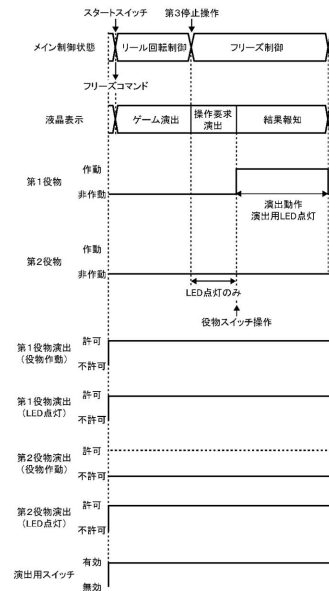 スタートスイッチ 第3停止操作
メイン制御状態 リール回転制御 フリーズ制御
フリーズコマンド
液晶表示 ゲーム演出 操作要求 結果報知
演出
第1役物 作動
非作動
演出動作
演出用LED点灯
第2役物 作動
非作動
LED点灯のみ
役物スイッチ操作
第1役物演出 許可
(役物作動) 不許可
第1役物演出 許可
(LED点灯) 不許可
第2役物演出 許可
(役物作動) 不許可
第2役物演出 許可
(LED点灯) 不許可
演出用スイッチ 有効
無効